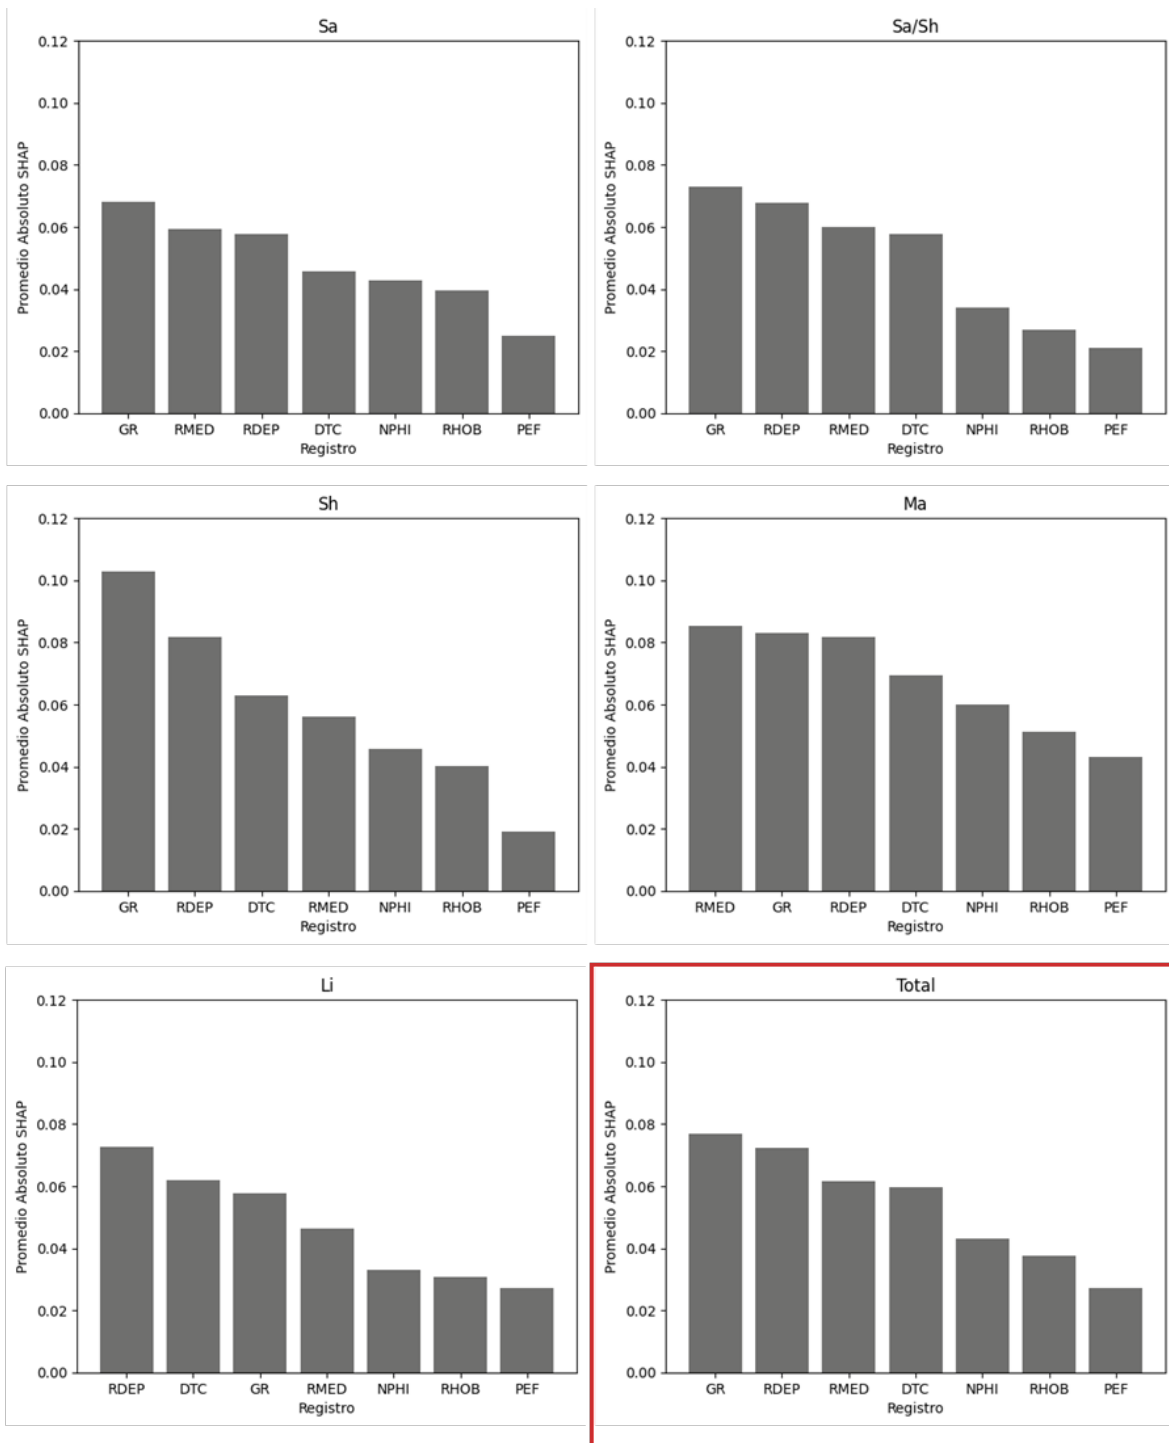 Sa
0.12
0.10
0.08
0.06
0.04
0.02
0.00
Promedio Absoluto SHAP
GR RMED RDEP DTC NPHI RHOB PEF
Registro
Sa/Sh
0.12
0.10
0.08
0.06
0.04
0.02
0.00
Promedio Absoluto SHAP
GR RDEP RMED DTC NPHI RHOB PEF
Registro
Sh
0.12
0.10
0.08
0.06
0.04
0.02
0.00
Promedio Absoluto SHAP
GR RDEP DTC RMED NPHI RHOB PEF
Registro
Ma
0.12
0.10
0.08
0.06
0.04
0.02
0.00
Promedio Absoluto SHAP
RMED GR RDEP DTC NPHI RHOB PEF
Registro
Li
0.12
0.10
0.08
0.06
0.04
0.02
0.00
Promedio Absoluto SHAP
RDEP DTC GR RMED NPHI RHOB PEF
Registro
Total
0.12
0.10
0.08
0.06
0.04
0.02
0.00
Promedio Absoluto SHAP
GR RDEP RMED DTC NPHI RHOB PEF
Registro